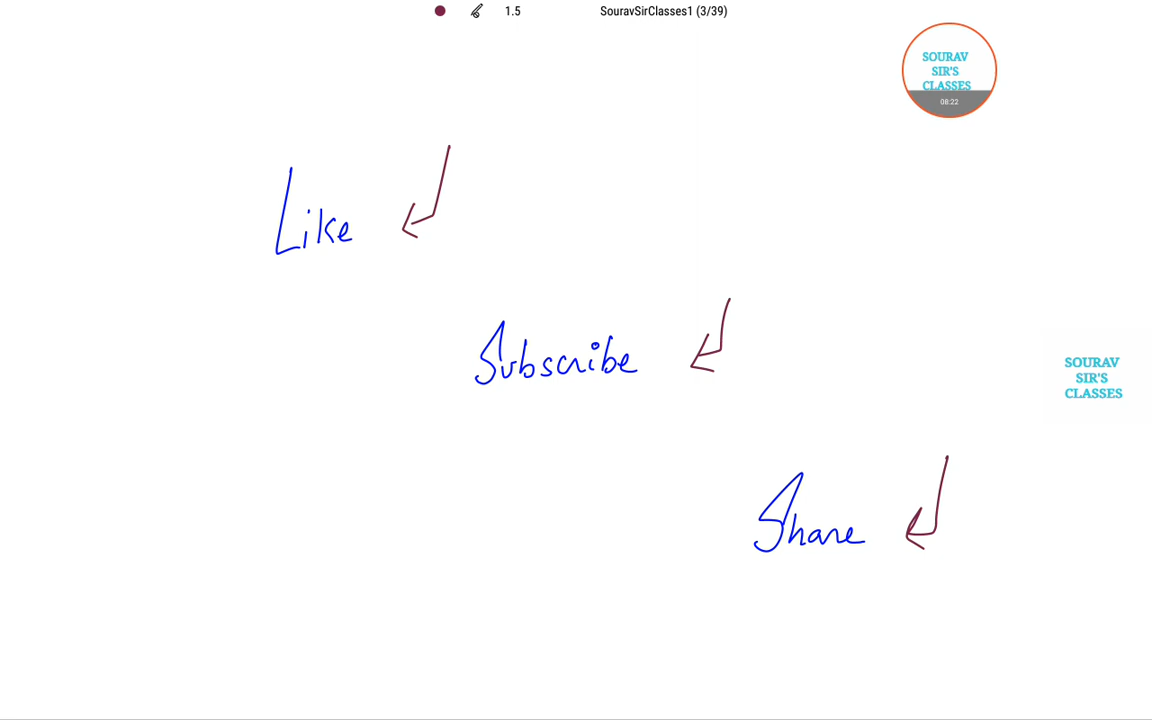 1.5 SouravSirClasses1 (3/39)
SOURAV
SIR'S
CLASSES
08:22
Like
Subscribe
SOURAV
SIR'S
CLASSES
Share